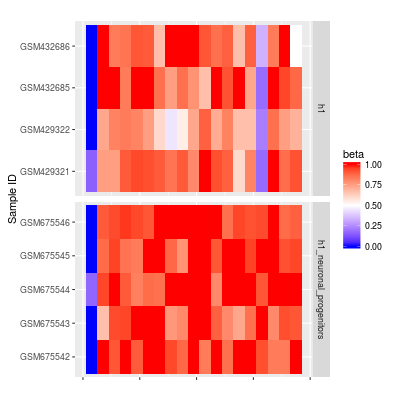 Sample ID
GSM432686
GSM432685
GSM429322
GSM429321
h1
GSM675546
GSM675545
GSM675544
GSM675543
GSM675542
h1_neuronal_progenitors
beta
1.00
0.75
0.50
0.25
0.00